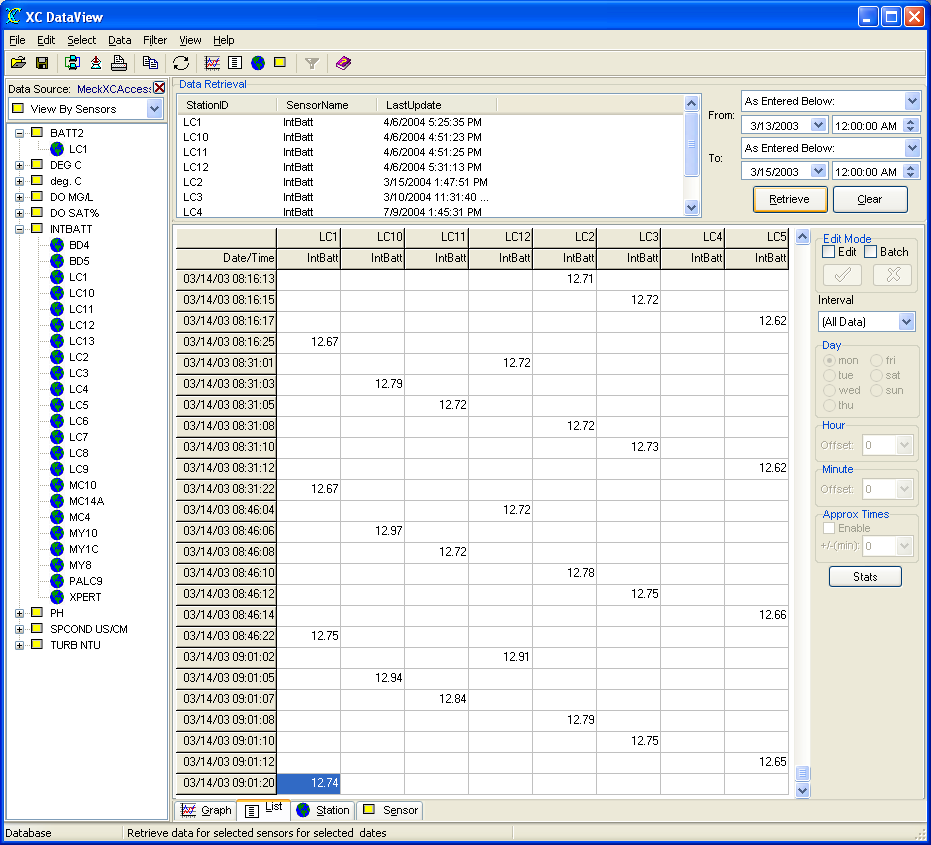 XC DataView
File Edit Select Data Filter View Help
Data Source: MeckXCAccess
View By Sensors
BATT2
LC1
DEG C
deg. C
DO MG/L
DO SAT%
INTBATT
BD4
BD5
LC1
LC10
LC11
LC12
LC13
LC2
LC3
LC4
LC5
LC6
LC7
LC8
LC9
MC10
MC14A
MC4
MY10
MY1C
MY8
PALC9
XPERT
PH
SPCOND US/CM
TURB NTU
Data Retrieval
StationID SensorName LastUpdate
LC1 IntBatt 4/6/2004 5:25:35 PM
LC10 IntBatt 4/6/2004 4:51:23 PM
LC11 IntBatt 4/6/2004 4:51:25 PM
LC12 IntBatt 4/6/2004 5:31:13 PM
LC2 IntBatt 3/15/2004 1:47:51 PM
LC3 IntBatt 3/10/2004 11:31:40 ...
LC4 IntBatt 7/9/2004 1:45:31 PM
From: As Entered Below:
3/13/2003 12:00:00 AM
To: As Entered Below:
3/15/2003 12:00:00 AM
Retrieve Clear
LC1 LC10 LC11 LC12 LC2 LC3 LC4 LC5
Date/Time IntBatt IntBatt IntBatt IntBatt IntBatt IntBatt IntBatt IntBatt
03/14/03 08:16:13 12.71
03/14/03 08:16:15 12.72
03/14/03 08:16:17 12.62
03/14/03 08:16:25 12.67
03/14/03 08:31:01 12.72
03/14/03 08:31:03 12.79
03/14/03 08:31:05 12.72
03/14/03 08:31:08 12.72
03/14/03 08:31:10 12.73
03/14/03 08:31:12 12.62
03/14/03 08:31:22 12.67
03/14/03 08:46:04 12.72
03/14/03 08:46:06 12.97
03/14/03 08:46:08 12.72
03/14/03 08:46:10 12.78
03/14/03 08:46:12 12.75
03/14/03 08:46:14 12.66
03/14/03 08:46:22 12.75
03/14/03 09:01:02 12.91
03/14/03 09:01:05 12.94
03/14/03 09:01:07 12.84
03/14/03 09:01:08 12.79
03/14/03 09:01:10 12.75
03/14/03 09:01:12 12.65
03/14/03 09:01:20 12.74
Edit Mode
Edit Batch
Interval
(All Data)
Day
mon fri
tue sat
wed sun
thu
Hour
Offset: 0
Minute
Offset: 0
Approx Times
Enable
+/-(min): 0
Stats
Graph List Station Sensor
Database Retrieve data for selected sensors for selected dates